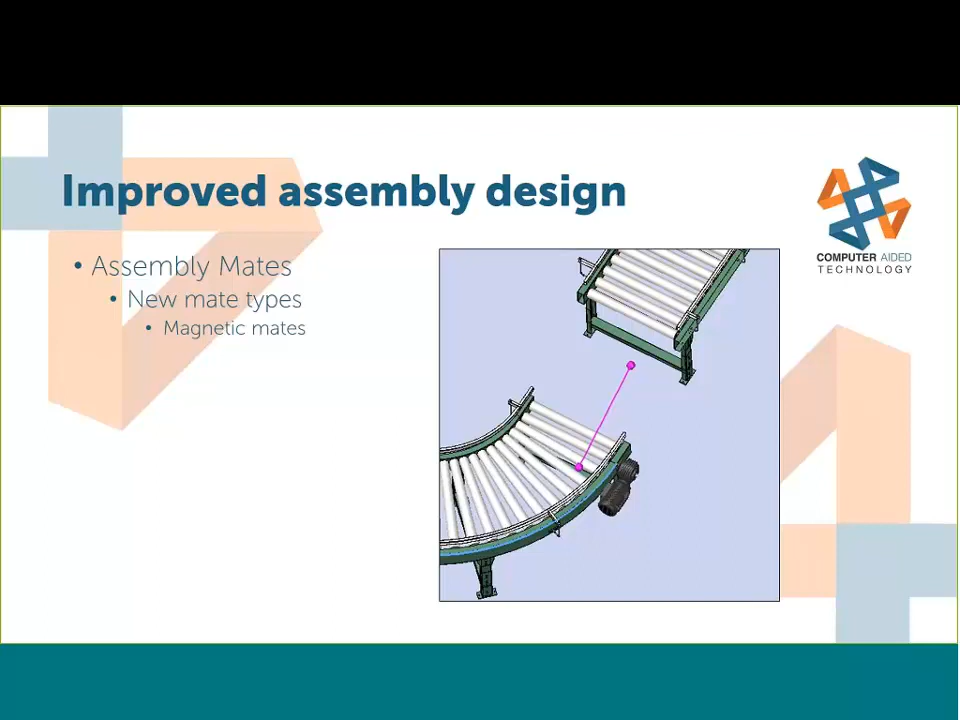 Improved assembly design
• Assembly Mates
• New mate types
• Magnetic mates
COMPUTER AIDED
TECHNOLOGY